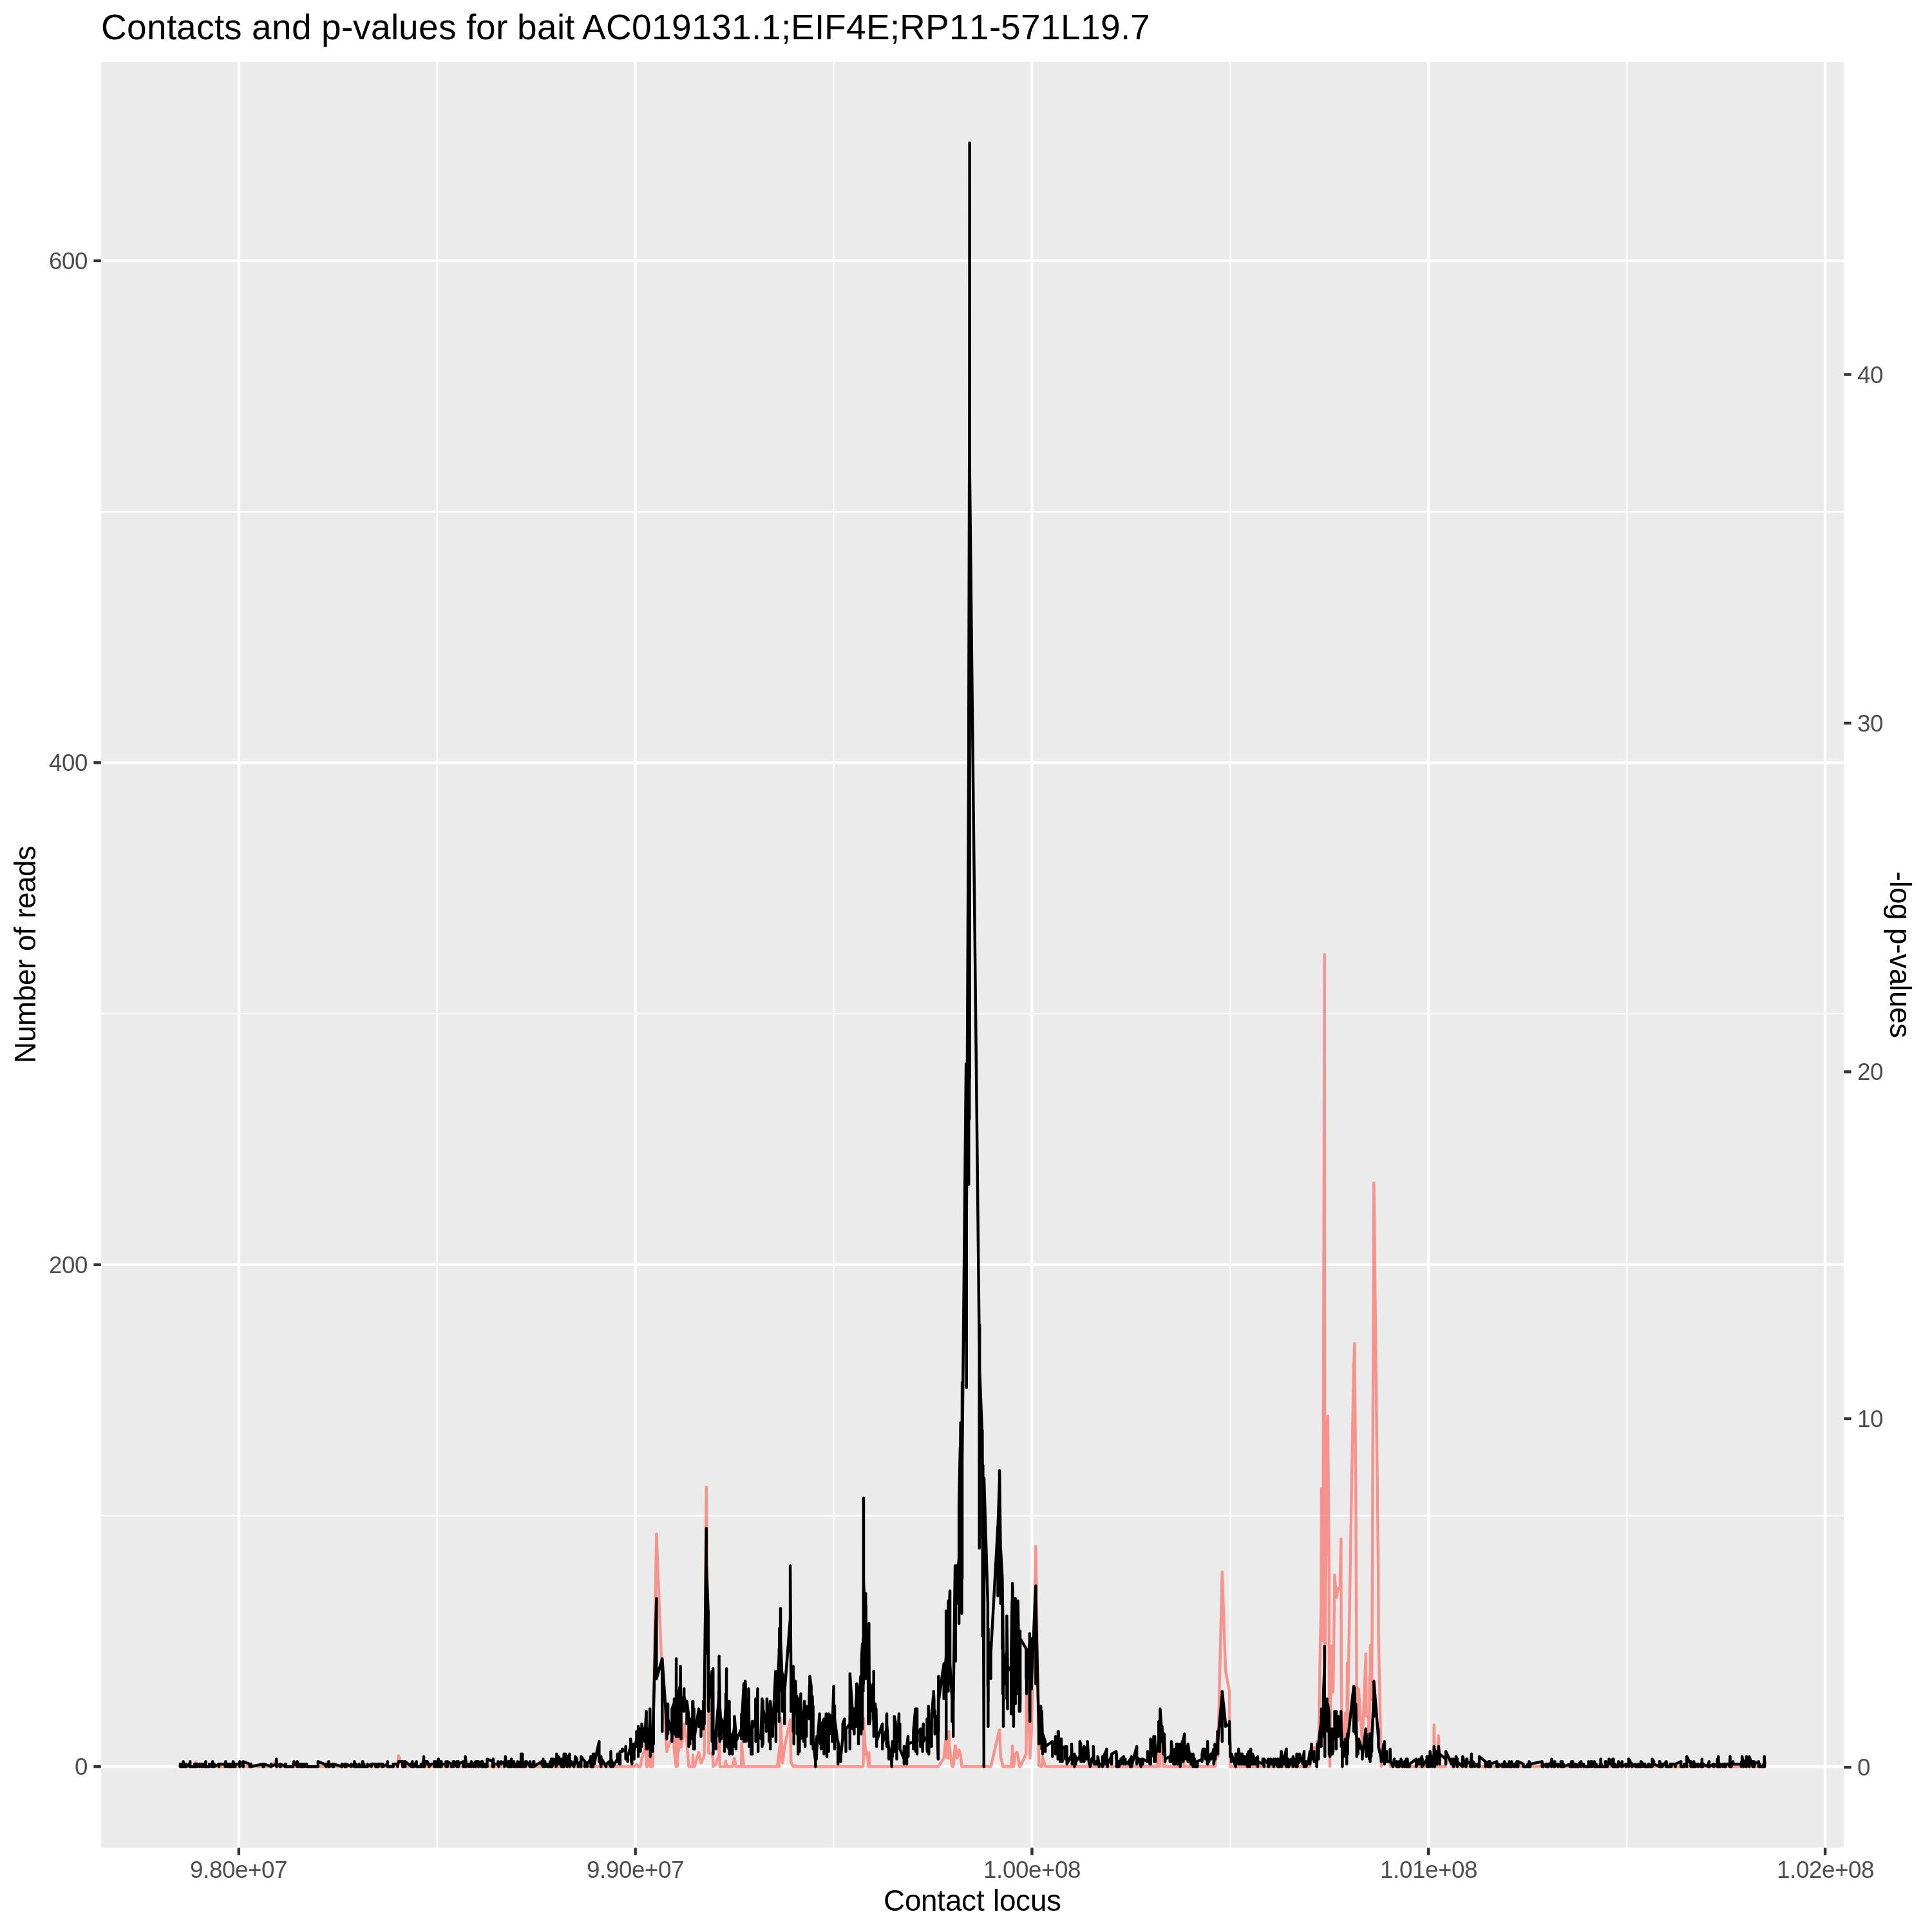 Contacts and p-values for bait AC019131.1;EIF4E;RP11-571L19.7
600
400
200
0
Number of reads
40
30
20
10
0
-log p-values
9.80e+07
9.90e+07
1.00e+08
1.01e+08
1.02e+08
Contact locus